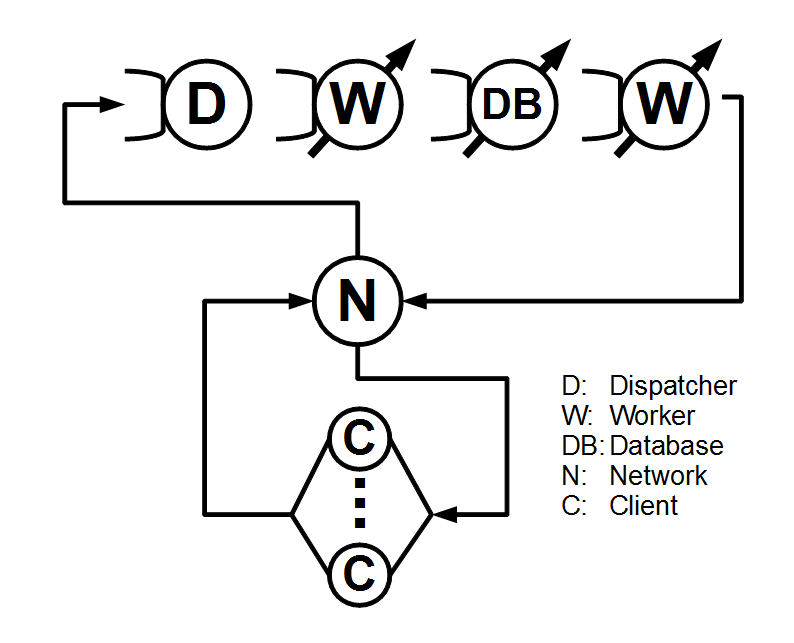 D W DB W
N
C
C
D: Dispatcher
W: Worker
DB: Database
N: Network
C: Client